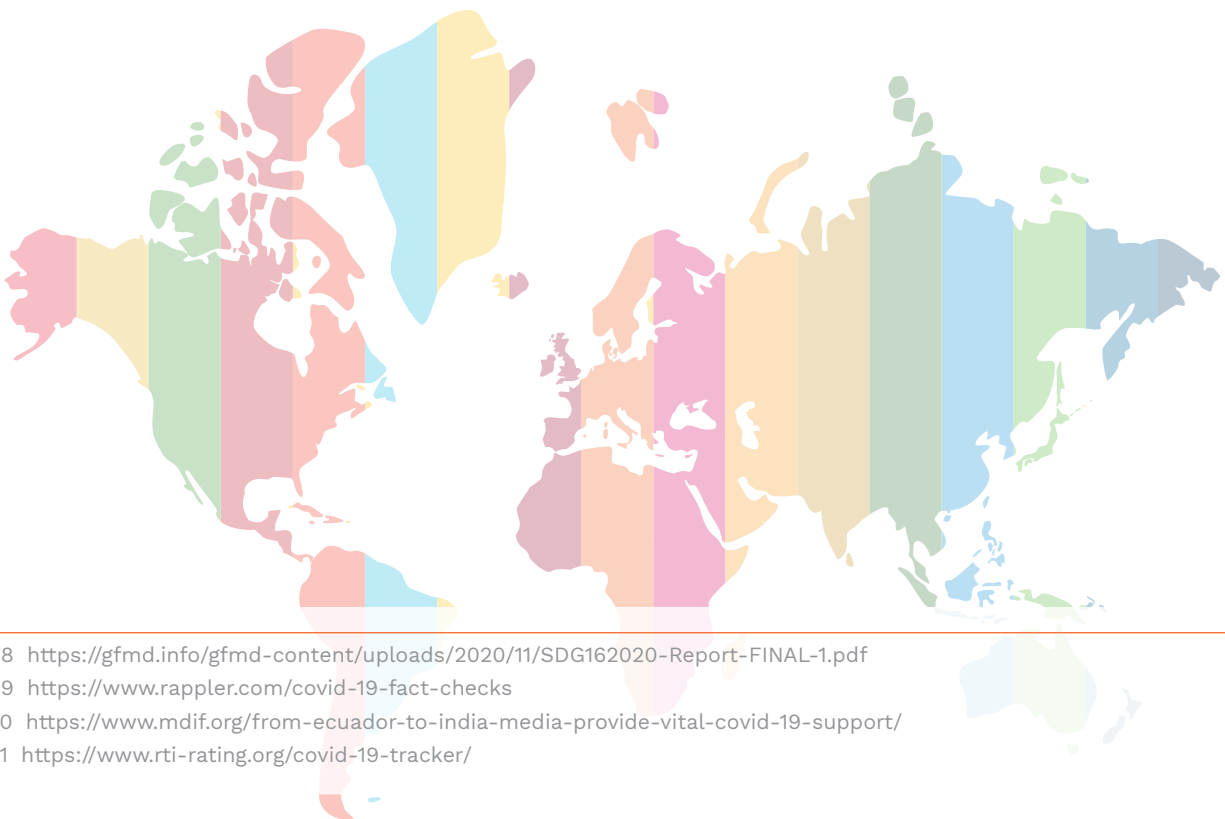 8 https://gfmd.info/gfmd-content/uploads/2020/11/SDG162020-Report-FINAL-1.pdf
9 https://www.rappler.com/covid-19-fact-checks
0 https://www.mdif.org/from-ecuador-to-india-media-provide-vital-covid-19-support/
1 https://www.rti-rating.org/covid-19-tracker/